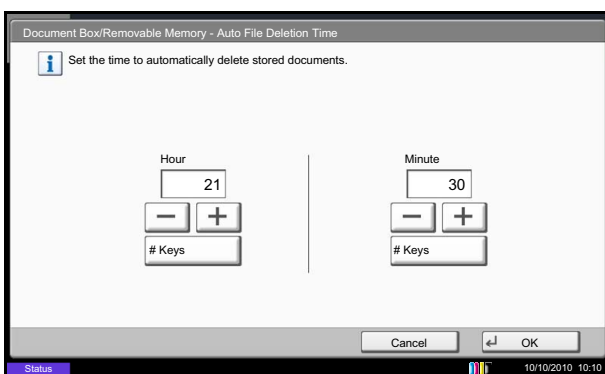 Document Box/Removable Memory - Auto File Deletion Time
Set the time to automatically delete stored documents.
Hour
Minute
21
30
# Keys
# Keys
Cancel
OK
Status
10/10/2010 10:10